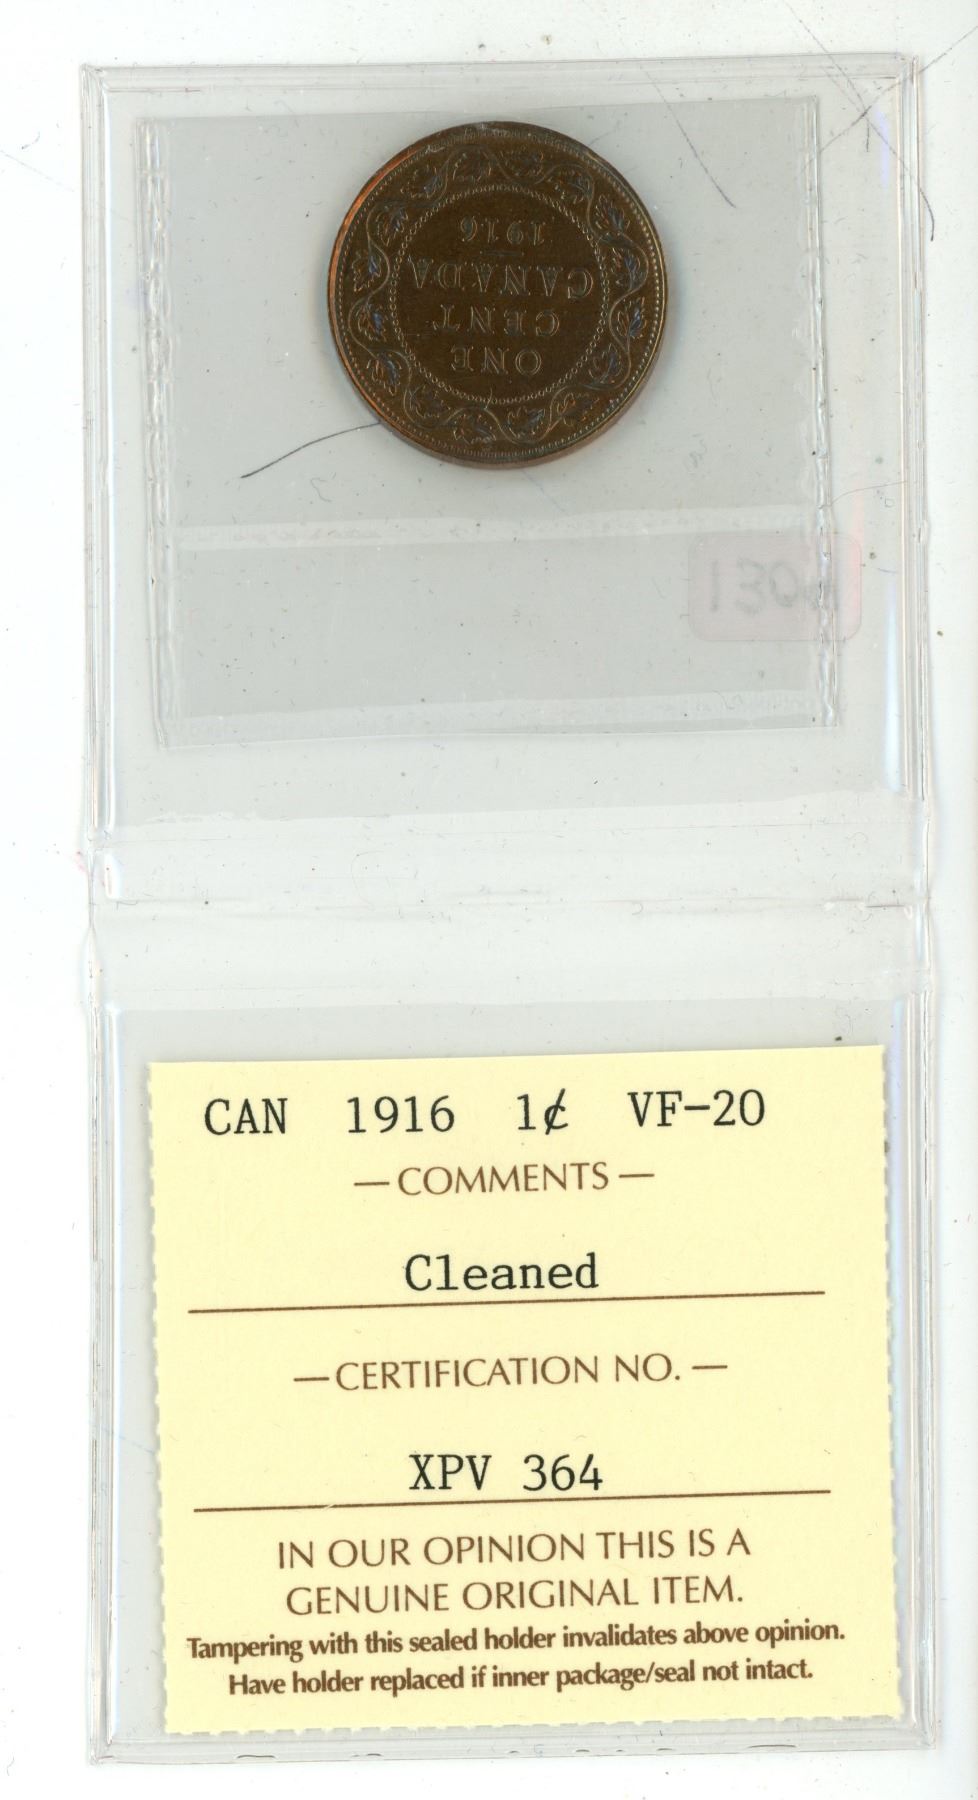 ONE
CENT
CANADA
1916
CAN 1916 1¢ VF-20
— COMMENTS —
Cleaned
— CERTIFICATION NO. —
XPV 364
IN OUR OPINION THIS IS A
GENUINE ORIGINAL ITEM.
Tampering with this sealed holder invalidates above opinion.
Have holder replaced if inner package/seal not intact.